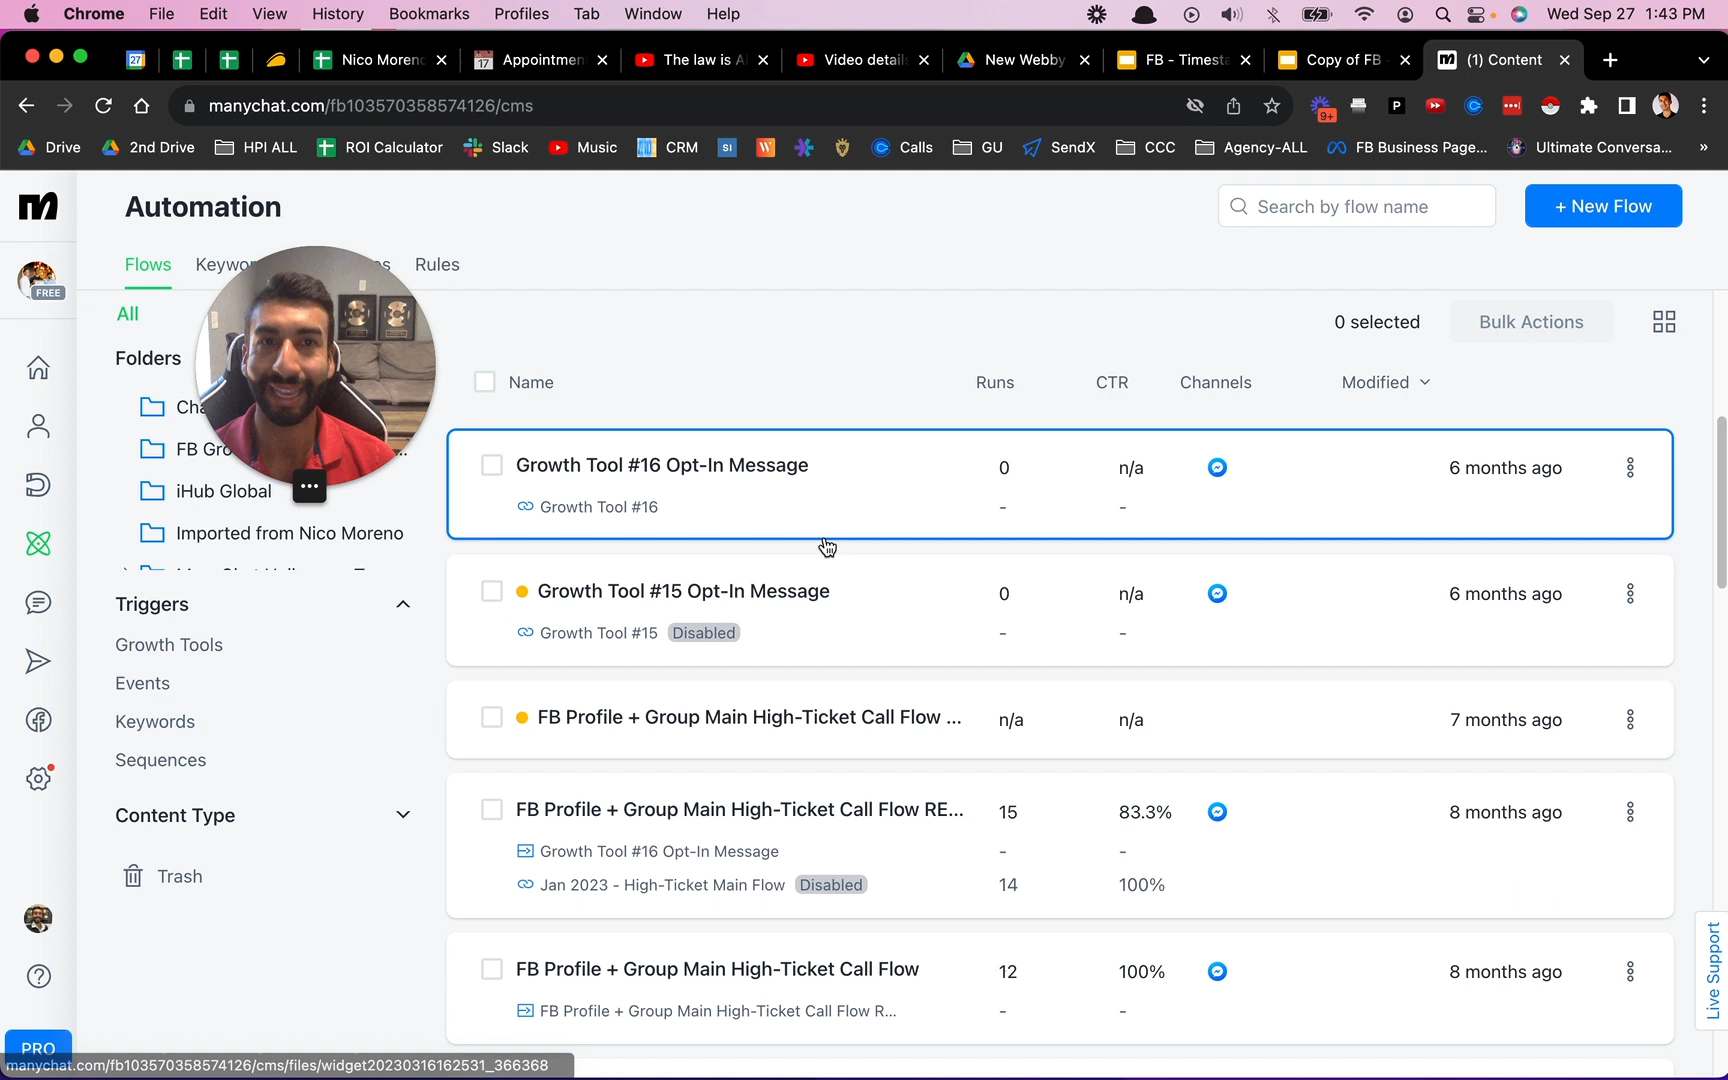 Chrome File Edit View History Bookmarks Profiles Tab Window Help Wed Sep 27 1:43 PM
27 Nico Moreno 17 Appointmen The law is A Video detail New Webby FB - Timesta Copy of FB (1) Content
manychat.com/fb103570358574126/cms 9+ P
Drive 2nd Drive HPI ALL ROI Calculator Slack Music CRM SI W Calls GU SendX CCC Agency-ALL FB Business Page... Ultimate Conversa... »
Automation
Search by flow name
+ New Flow
FREE
Flows Keywor es Rules
All
0 selected
Bulk Actions
Folders
Name Runs CTR Channels Modified
Cha
FB Gro ...
iHub Global
Imported from Nico Moreno
Growth Tool #16 Opt-In Message 0 n/a 6 months ago
Growth Tool #16 - -
Growth Tool #15 Opt-In Message 0 n/a 6 months ago
Growth Tool #15 Disabled - -
FB Profile + Group Main High-Ticket Call Flow ... n/a n/a 7 months ago
FB Profile + Group Main High-Ticket Call Flow RE... 15 83.3% 8 months ago
Growth Tool #16 Opt-In Message - -
Jan 2023 - High-Ticket Main Flow Disabled 14 100%
FB Profile + Group Main High-Ticket Call Flow 12 100% 8 months ago
FB Profile + Group Main High-Ticket Call Flow R... - -
Triggers
Growth Tools
Events
Keywords
Sequences
Content Type
Trash
Live Support
PRO
manychat.com/fb103570358574126/cms/files/widget20230316162531_366368